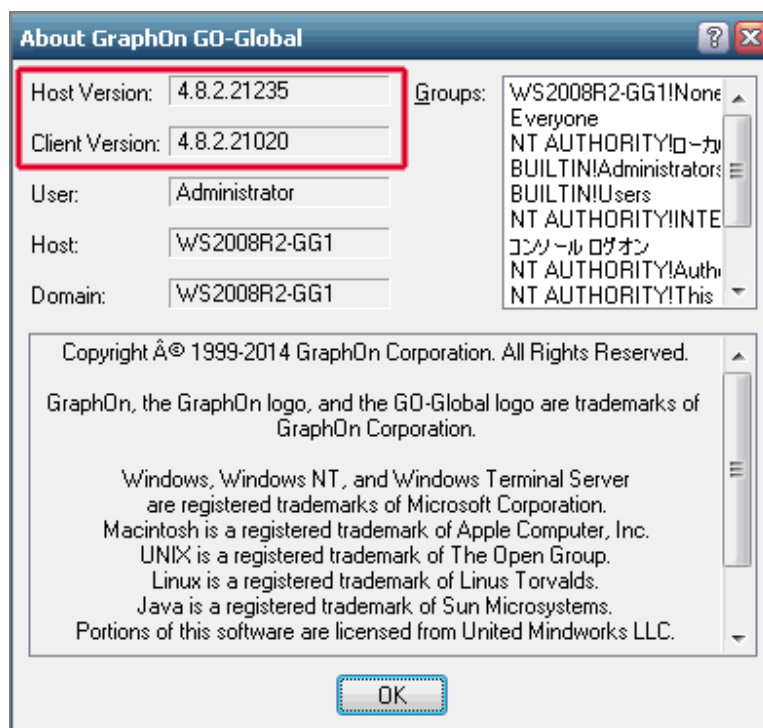 About GraphOn GO-Global
Host Version: 4.8.2.21235
Client Version: 4.8.2.21020
User: Administrator
Host: WS2008R2-GG1
Domain: WS2008R2-GG1
Groups:
WS2008R2-GG1!None
Everyone
NT AUTHORITY!ローカ
BUILTIN!Administrators
BUILTIN!Users
NT AUTHORITY!INTE
コンソール ログオン
NT AUTHORITY!Auth
NT AUTHORITY!This
Copyright Â© 1999-2014 GraphOn Corporation. All Rights Reserved.
GraphOn, the GraphOn logo, and the GO-Global logo are trademarks of
GraphOn Corporation.
Windows, Windows NT, and Windows Terminal Server
are registered trademarks of Microsoft Corporation.
Macintosh is a registered trademark of Apple Computer, Inc.
UNIX is a registered trademark of The Open Group.
Linux is a registered trademark of Linus Torvalds.
Java is a registered trademark of Sun Microsystems.
Portions of this software are licensed from United Mindworks LLC.
OK